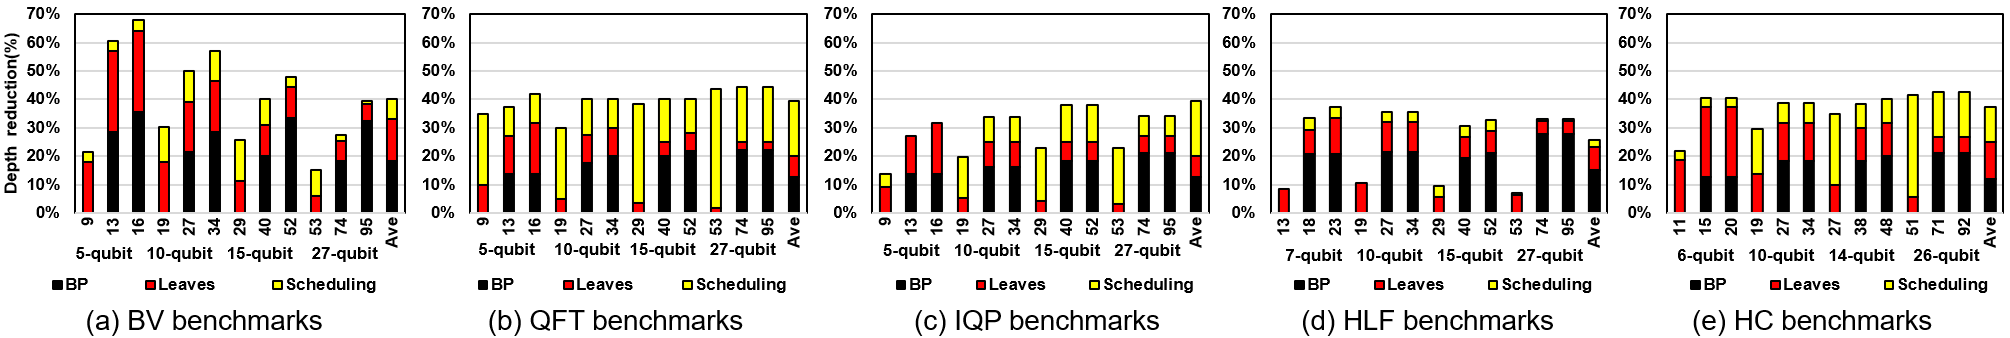 Depth reduction(%)
70% 60% 50% 40% 30% 20% 10% 0%
9 13 16 19 27 34 29 40 52 53 74 95 Ave
5-qubit 10-qubit 15-qubit 27-qubit
BP Leaves Scheduling
(a) BV benchmarks
70% 60% 50% 40% 30% 20% 10% 0%
9 13 16 19 27 34 29 40 52 53 74 95 Ave
5-qubit 10-qubit 15-qubit 27-qubit
BP Leaves Scheduling
(b) QFT benchmarks
70% 60% 50% 40% 30% 20% 10% 0%
9 13 16 19 27 34 29 40 52 53 74 95 Ave
5-qubit 10-qubit 15-qubit 27-qubit
BP Leaves Scheduling
(c) IQP benchmarks
70% 60% 50% 40% 30% 20% 10% 0%
13 18 23 19 27 34 29 40 52 53 74 95 Ave
7-qubit 10-qubit 15-qubit 27-qubit
BP Leaves Scheduling
(d) HLF benchmarks
70% 60% 50% 40% 30% 20% 10% 0%
11 15 20 19 27 34 27 38 48 51 71 92 Ave
6-qubit 10-qubit 14-qubit 26-qubit
BP Leaves Scheduling
(e) HC benchmarks